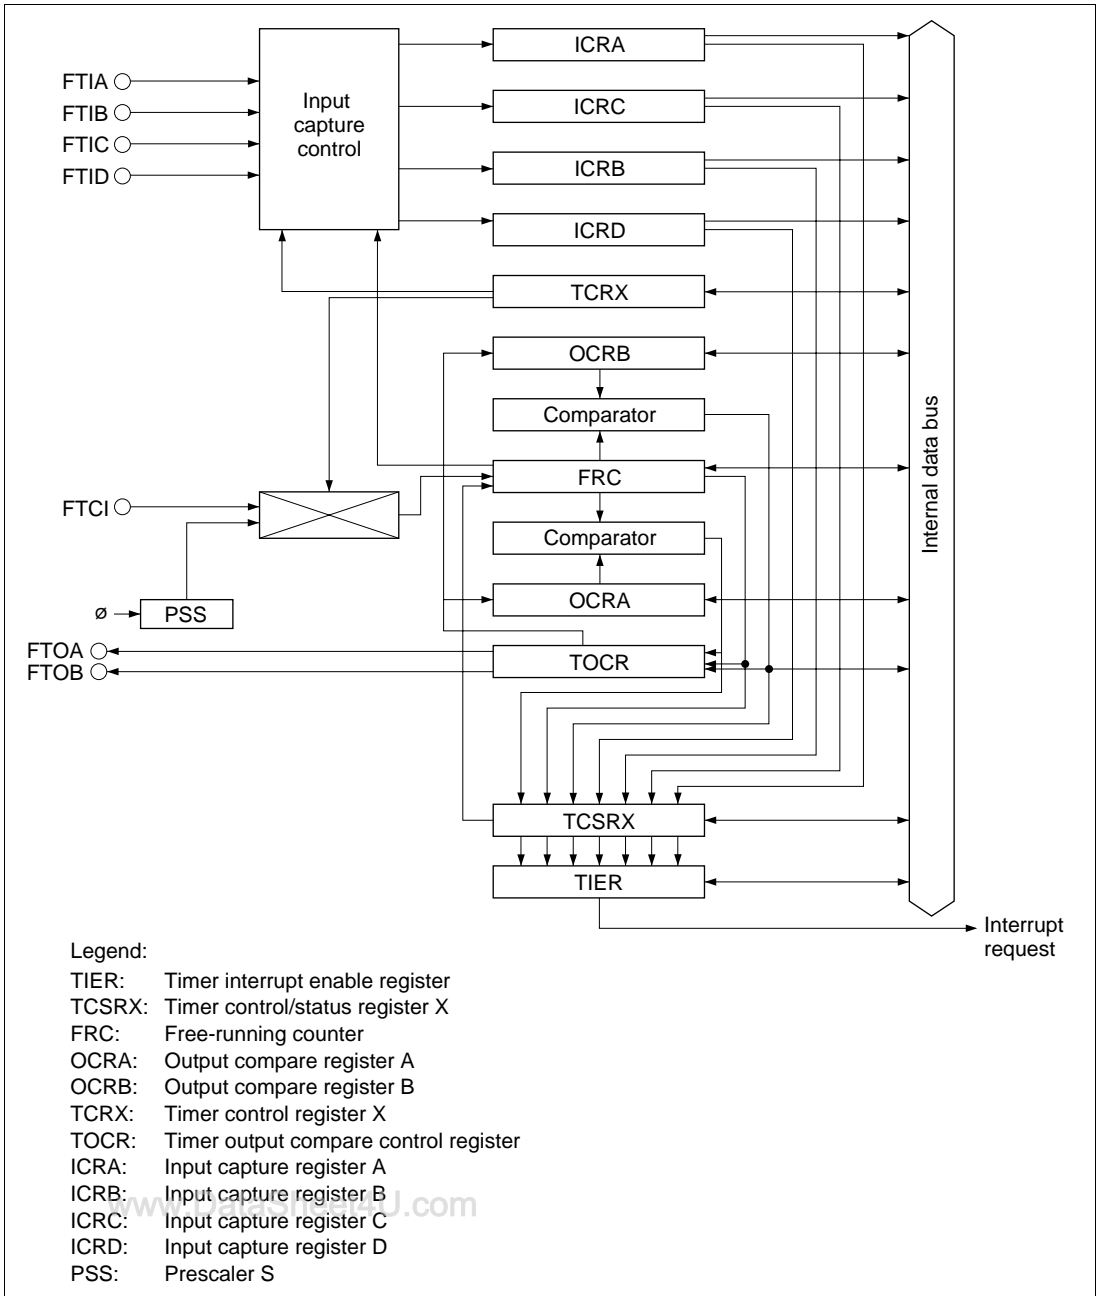 ICRA
FTIA
FTIB
FTIC
FTID
Input
capture
control
ICRC
ICRB
ICRD
TCRX
OCRB
Comparator
FRC
FTCI
Comparator
OCRA
ø
PSS
FTOA
FTOB
TOCR
Internal data bus
TCSRX
TIER
Interrupt
request
Legend:
TIER: Timer interrupt enable register
TCSRX: Timer control/status register X
FRC: Free-running counter
OCRA: Output compare register A
OCRB: Output compare register B
TCRX: Timer control register X
TOCR: Timer output compare control register
ICRA: Input capture register A
ICRB: Input capture register B
www.DataSheet4U.com
ICRC: Input capture register C
ICRD: Input capture register D
PSS: Prescaler S